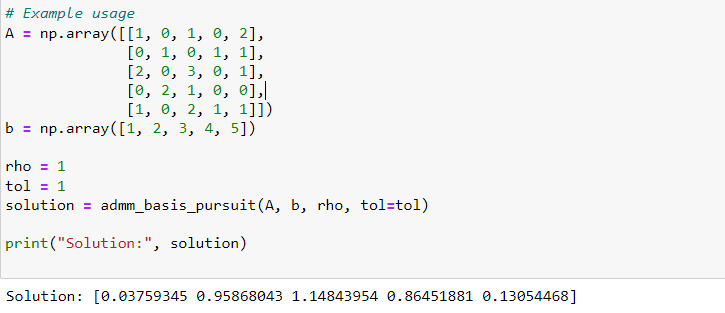 # Example usage
A = np.array([[1, 0, 1, 0, 2],
[0, 1, 0, 1, 1],
[2, 0, 3, 0, 1],
[0, 2, 1, 0, 0],
[1, 0, 2, 1, 1]])
b = np.array([1, 2, 3, 4, 5])
rho = 1
tol = 1
solution = admm_basis_pursuit(A, b, rho, tol=tol)
print("Solution:", solution)
Solution: [0.03759345 0.95868043 1.14843954 0.86451881 0.13054468]